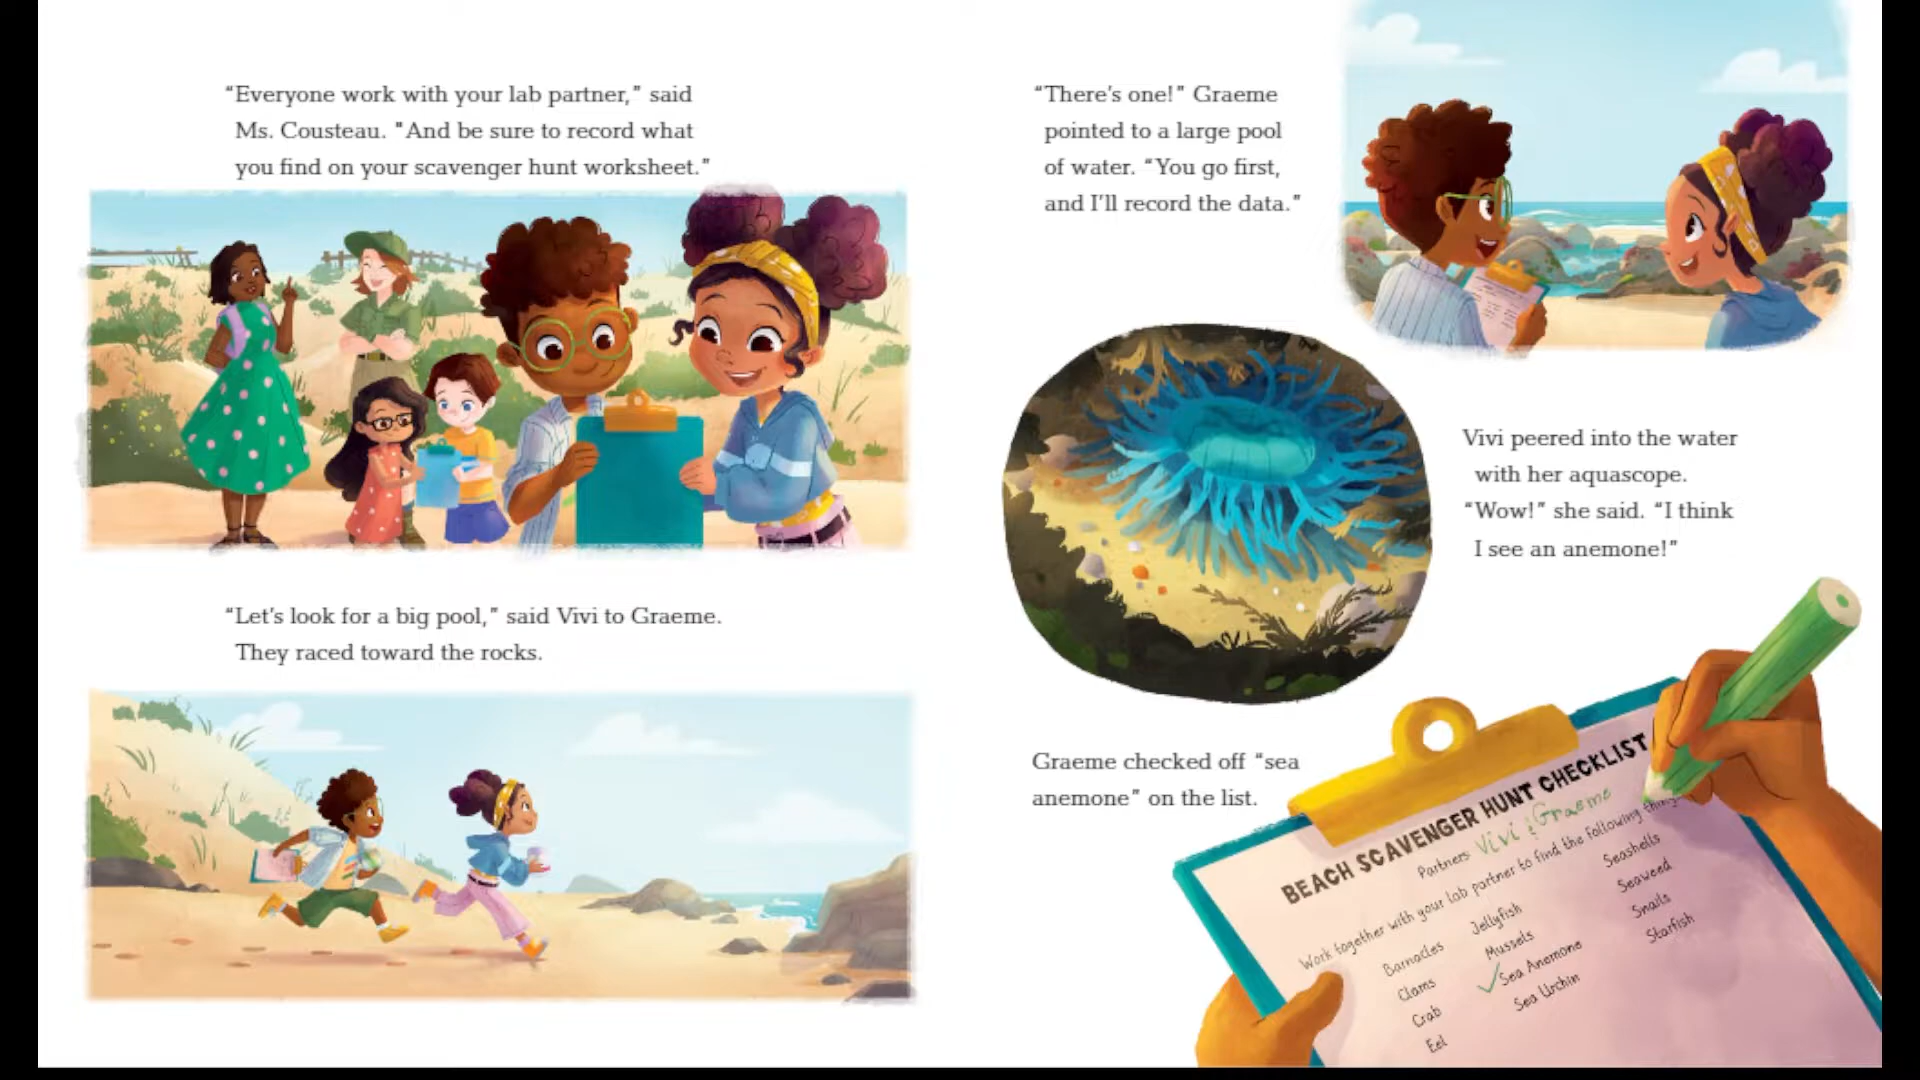 “Everyone work with your lab partner,” said
Ms. Cousteau. "And be sure to record what
you find on your scavenger hunt worksheet.”
“Let’s look for a big pool,” said Vivi to Graeme.
They raced toward the rocks.
“There’s one!” Graeme
pointed to a large pool
of water. “You go first,
and I’ll record the data.”
Vivi peered into the water
with her aquascope.
“Wow!” she said. “I think
I see an anemone!”
Graeme checked off “sea
anemone” on the list.
BEACH SCAVENGER HUNT CHECKLIST
Partners: Vivi & Graeme
Work together with your lab partner to find the following things
Barnacles
Clams
Crab
Eel
Jellyfish
Mussels
✓ Sea Anemone
Sea Urchin
Seashells
Seaweed
Snails
Starfish